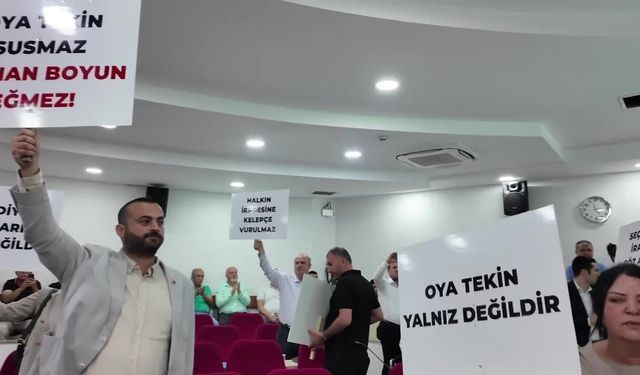 OYA TEKİN
SUSMAZ
BOYUN
EĞMEZ!
HALKIN
İRADESİNE
KELEPÇE
VURULMAZ
OYA TEKİN
YALNIZ DEĞİLDİR